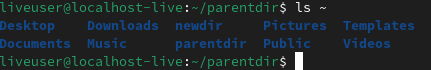 liveuser@localhost-live:~/parentdir$ ls ~
Desktop    Downloads  newdir     Pictures  Templates
Documents  Music      parentdir  Public    Videos
liveuser@localhost-live:~/parentdir$